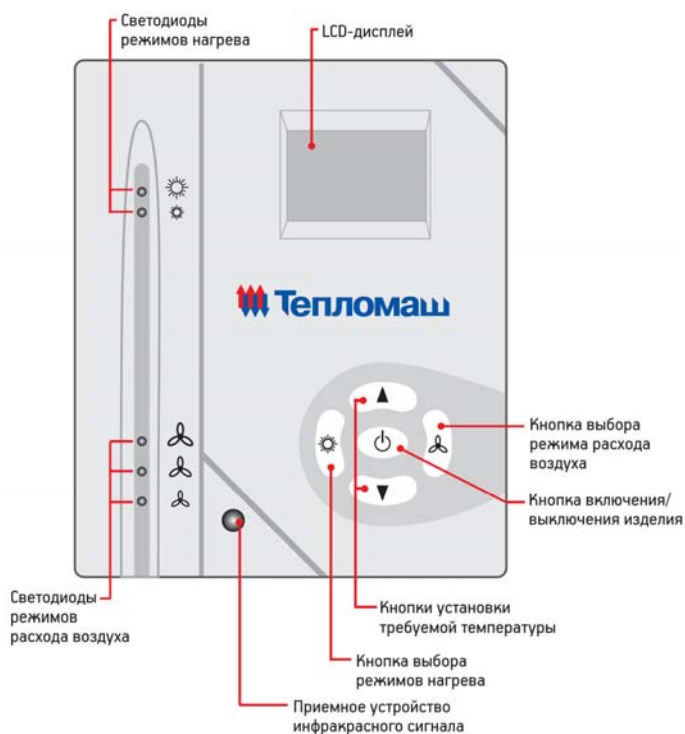 Светодиоды
режимов нагрева
LCD-дисплей
Тепломаш
Кнопка выбора
режима расхода
воздуха
Кнопка включения/
выключения изделия
Светодиоды
режимов
расхода воздуха
Кнопки установки
требуемой температуры
Кнопка выбора
режимов нагрева
Приемное устройство
инфракрасного сигнала